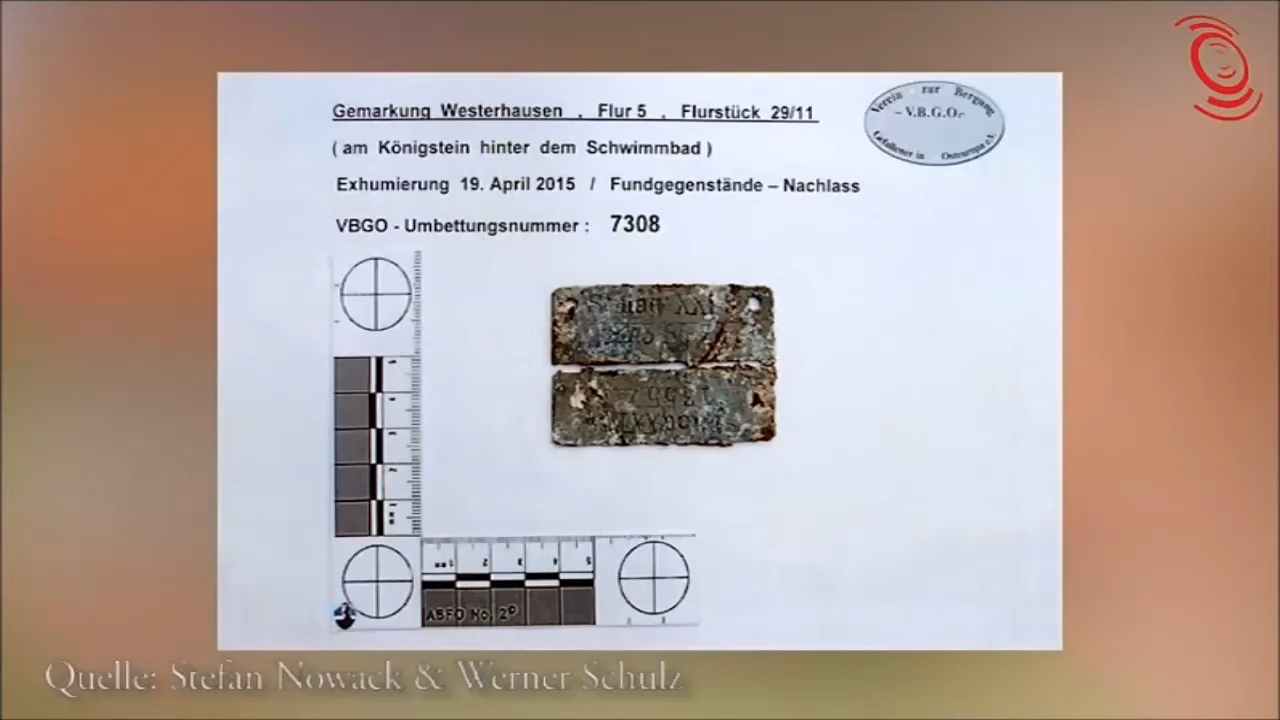 Gemarkung Westerhausen , Flur 5 , Flurstück 29/11
( am Königstein hinter dem Schwimmbad )
Exhumierung 19. April 2015 / Fundgegenstände – Nachlass
VBGO - Umbettungsnummer : 7308
Verein zur Bergung
- V.B.G.O.-
Gefallener in Osteuropa e.V.
XXI
ABFO No. 2
Quelle: Stefan Nowack & Werner Schulz